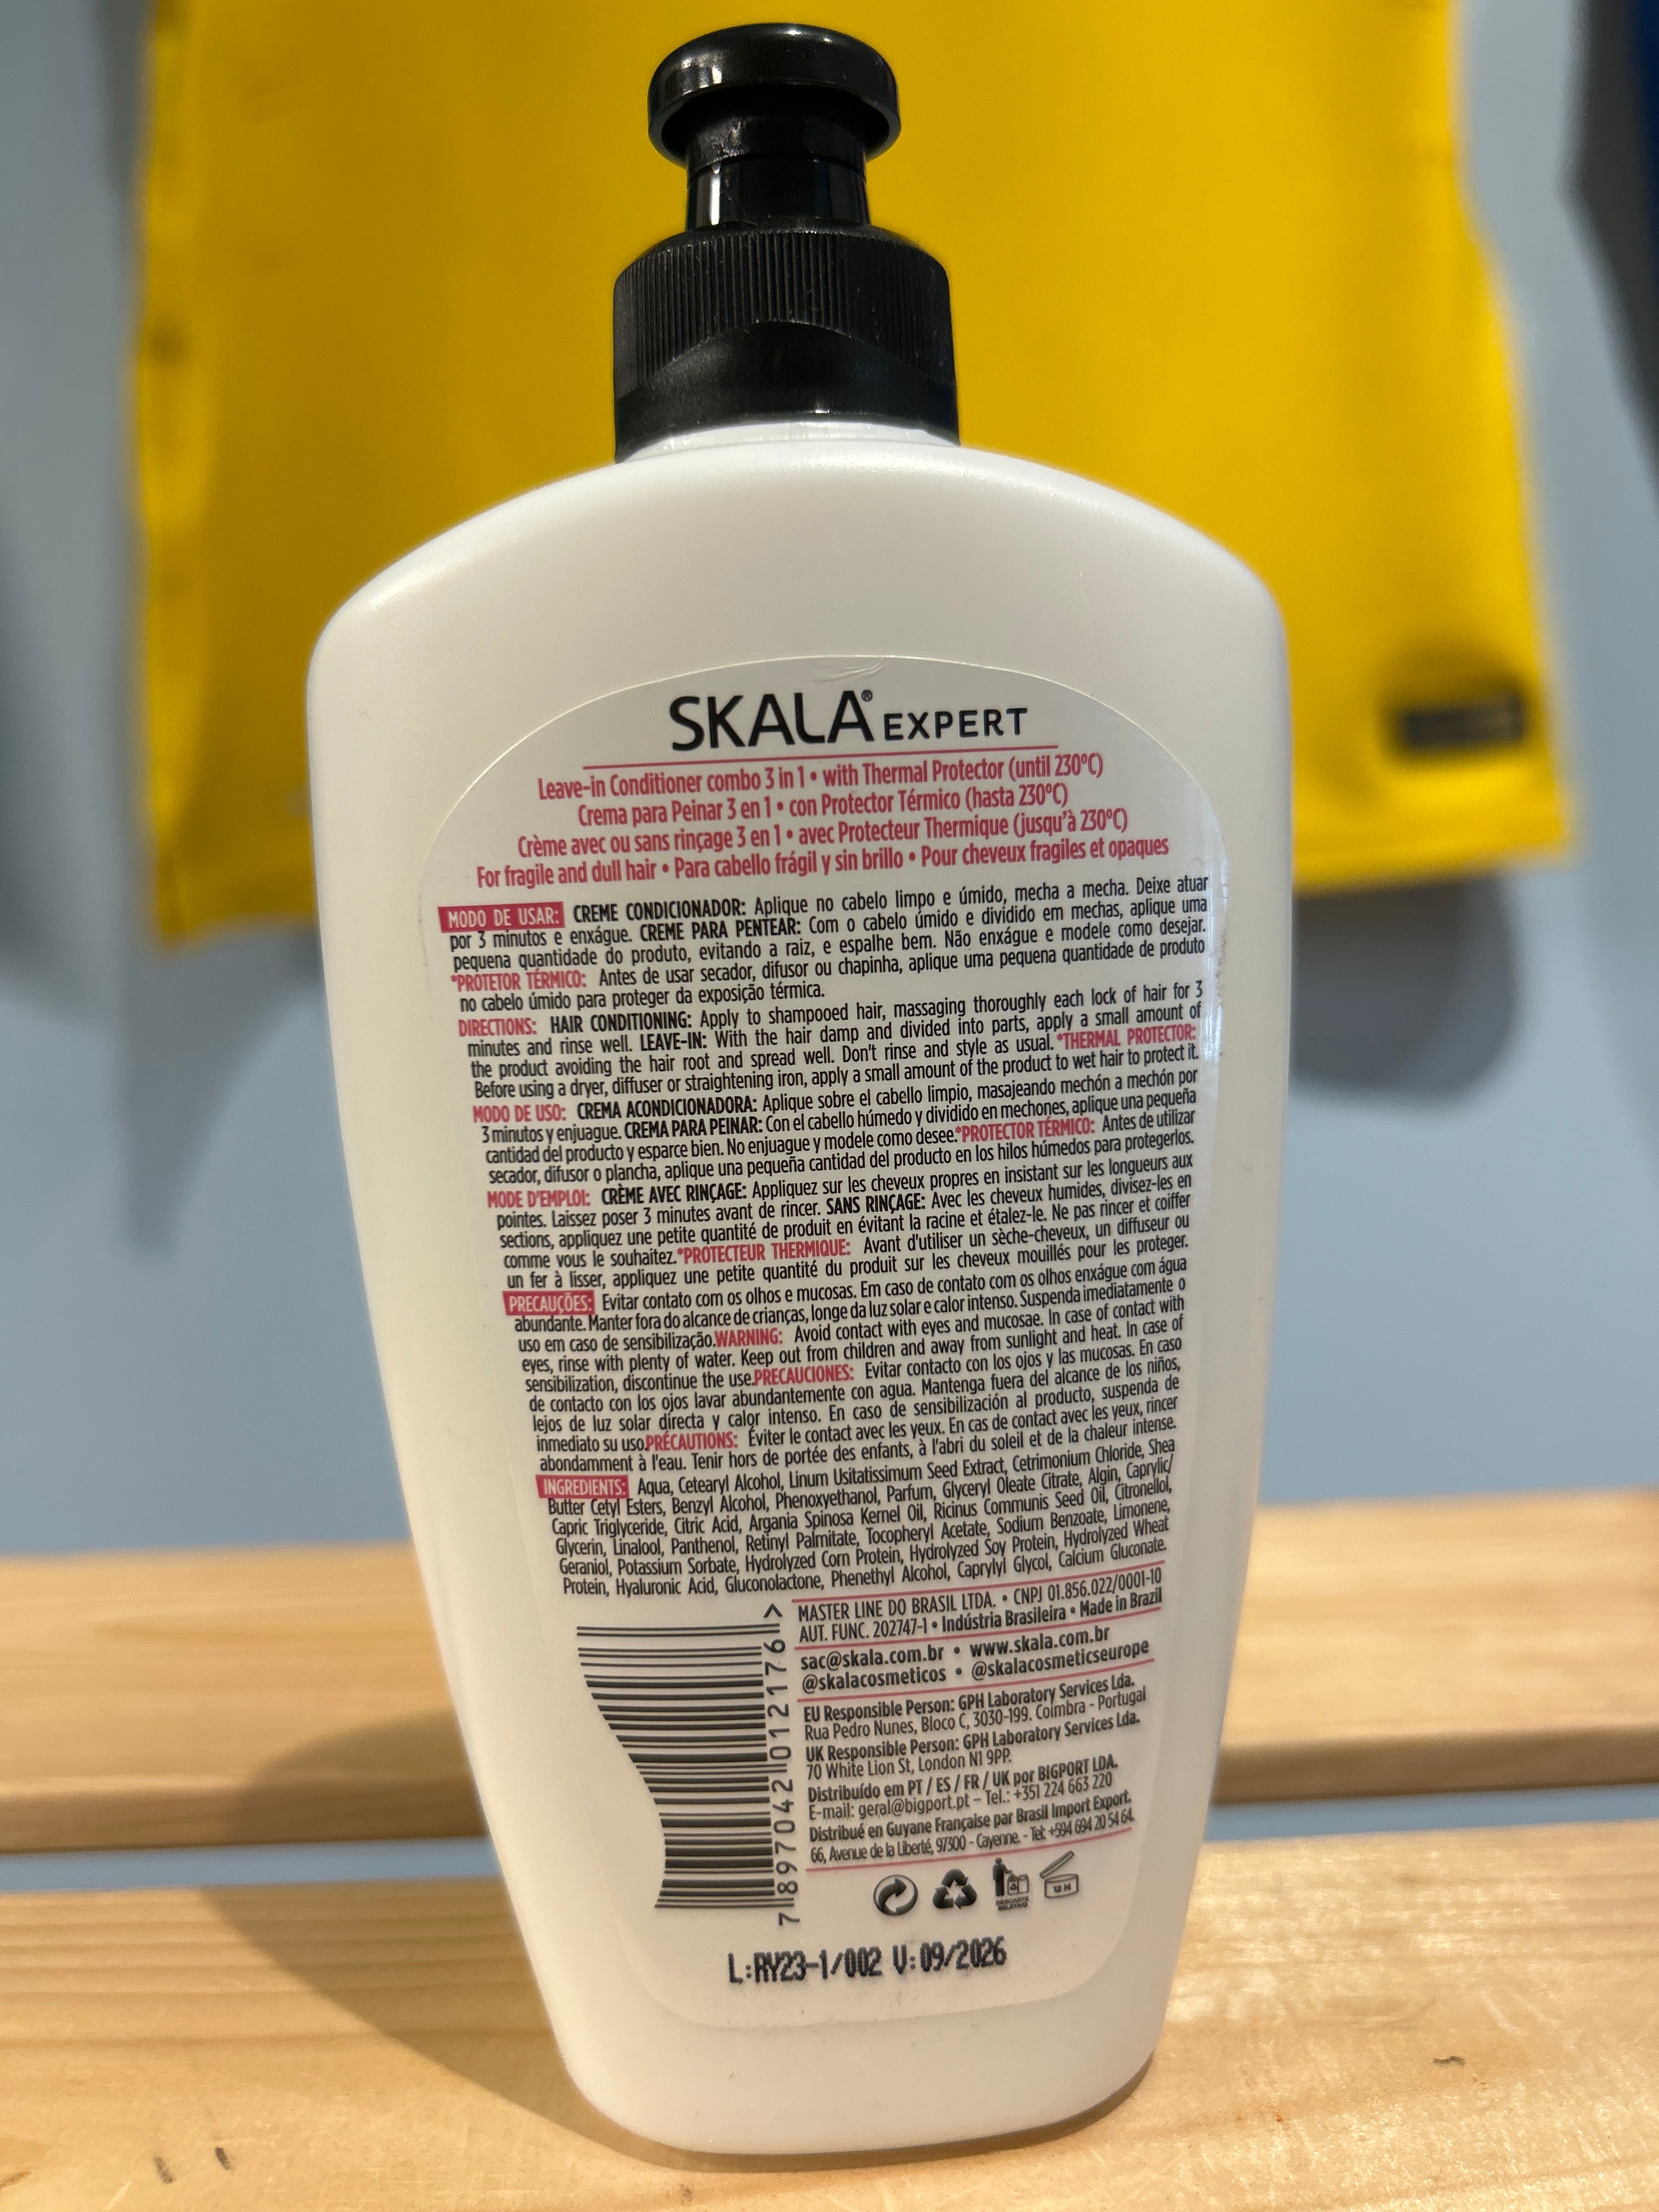 SKALA® EXPERT
Leave-in Conditioner combo 3 in 1 • with Thermal Protector (until 230ºC)
Crema para Peinar 3 en 1 • con Protector Térmico (hasta 230ºC)
Crème avec ou sans rinçage 3 en 1 • avec Protecteur Thermique (jusqu'à 230ºC)
For fragile and dull hair • Para cabello frágil y sin brillo • Pour cheveux fragiles et opaques
MODO DE USAR: CREME CONDICIONADOR: Aplique no cabelo limpo e úmido, mecha a mecha. Deixe atuar
por 3 minutos e enxágue. CREME PARA PENTEAR: Com o cabelo úmido e dividido em mechas, aplique uma
pequena quantidade do produto, evitando a raiz, e espalhe bem. Não enxágue e modele como desejar.
*PROTETOR TÉRMICO: Antes de usar secador, difusor ou chapinha, aplique uma pequena quantidade de produto
no cabelo úmido para proteger da exposição térmica.
DIRECTIONS: HAIR CONDITIONING: Apply to shampooed hair, massaging thoroughly each lock of hair for 3
minutes and rinse well. LEAVE-IN: With the hair damp and divided into parts, apply a small amount of
the product avoiding the hair root and spread well. Don't rinse and style as usual. *THERMAL PROTECTOR:
Before using a dryer, diffuser or straightening iron, apply a small amount of the product to wet hair to protect it.
MODO DE USO: CREMA ACONDICIONADORA: Aplique sobre el cabello limpio, masajeando mechón a mechón por
3 minutos y enjuague. CREMA PARA PEINAR: Con el cabello húmedo y dividido en mechones, aplique una pequeña
cantidad del producto y esparce bien. No enjuague y modele como desee.*PROTECTOR TÉRMICO: Antes de utilizar
secador, difusor o plancha, aplique una pequeña cantidad del producto en los hilos húmedos para protegerlos.
MODE D'EMPLOI: CRÈME AVEC RINÇAGE: Appliquez sur les cheveux propres en insistant sur les longueurs aux
pointes. Laissez poser 3 minutes avant de rincer. SANS RINÇAGE: Avec les cheveux humides, divisez-les en
sections, appliquez une petite quantité de produit en évitant la racine et étalez-le. Ne pas rincer et coiffer
comme vous le souhaitez.*PROTECTEUR THERMIQUE: Avant d'utiliser un sèche-cheveux, un diffuseur ou
un fer à lisser, appliquez une petite quantité du produit sur les cheveux mouillés pour les proteger.
PRECAUÇÕES: Evitar contato com os olhos e mucosas. Em caso de contato com os olhos enxágue com água
abundante. Manter fora do alcance de crianças, longe da luz solar e calor intenso. Suspenda imediatamente o
uso em caso de sensibilização.WARNING: Avoid contact with eyes and mucosae. In case of contact with
eyes, rinse with plenty of water. Keep out from children and away from sunlight and heat. In case of
sensibilization, discontinue the use.PRECAUCIONES: Evitar contacto con los ojos y las mucosas. En caso
de contacto con los ojos lavar abundantemente con agua. Mantenga fuera del alcance de los niños,
lejos de luz solar directa y calor intenso. En caso de sensibilización al producto, suspenda de
inmediato su uso.PRÉCAUTIONS: Éviter le contact avec les yeux. En cas de contact avec les yeux, rincer
abondamment à l'eau. Tenir hors de portée des enfants, à l'abri du soleil et de la chaleur intense.
INGREDIENTS: Aqua, Cetearyl Alcohol, Linum Usitatissimum Seed Extract, Cetrimonium Chloride, Shea
Butter Cetyl Esters, Benzyl Alcohol, Phenoxyethanol, Parfum, Glyceryl Oleate Citrate, Algin, Caprylic/
Capric Triglyceride, Citric Acid, Argania Spinosa Kernel Oil, Ricinus Communis Seed Oil, Citronellol,
Glycerin, Linalool, Panthenol, Retinyl Palmitate, Tocopheryl Acetate, Sodium Benzoate, Limonene,
Geraniol, Potassium Sorbate, Hydrolyzed Corn Protein, Hydrolyzed Soy Protein, Hydrolyzed Wheat
Protein, Hyaluronic Acid, Gluconolactone, Phenethyl Alcohol, Caprylyl Glycol, Calcium Gluconate.
7 897042 012176 >
MASTER LINE DO BRASIL LTDA. • CNPJ 01.856.022/0001-10
AUT. FUNC. 202747-1 • Indústria Brasileira • Made in Brazil
sac@skala.com.br • www.skala.com.br
@skalacosmeticos • @skalacosmeticseurope
EU Responsible Person: GPH Laboratory Services Lda.
Rua Pedro Nunes, Bloco C, 3030-199. Coimbra - Portugal
UK Responsible Person: GPH Laboratory Services Lda.
70 White Lion St, London N1 9PP.
Distribuído em PT / ES / FR / UK por BIGPORT LDA.
E-mail: geral@bigport.pt – Tel.: +351 224 663 220
Distribué en Guyane Française par Brasil Import Export.
66, Avenue de la Liberté, 97300 - Cayenne. - Tel: +594 694 20 54 64.
DESCARTE
SELETIVO
12 M
L:RY23-1/002 V:09/2026